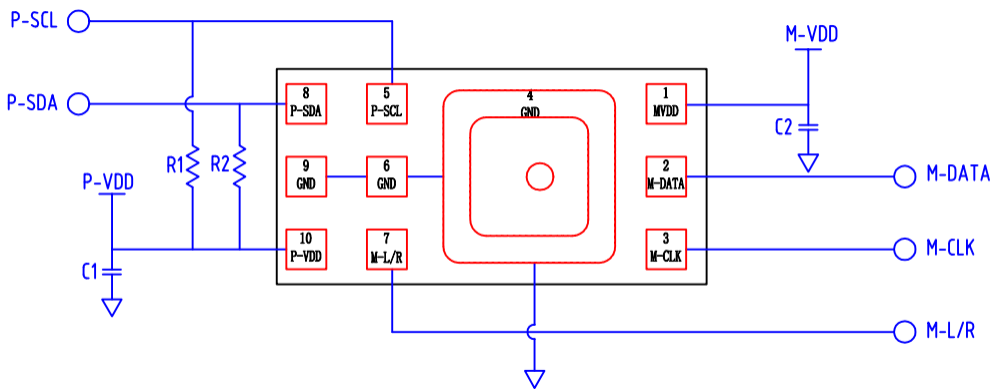 P-SCL
M-VDD
P-SDA
8
P-SDA
5
P-SCL
4
GND
1
MVDD
C2
R1
R2
9
GND
6
GND
2
M-DATA
M-DATA
P-VDD
10
P-VDD
7
M-L/R
3
M-CLK
M-CLK
C1
M-L/R